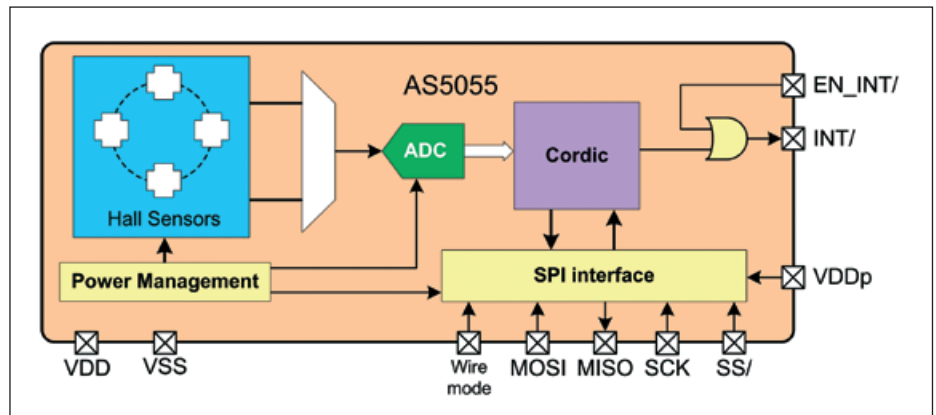 AS5055
EN_INT/
INT/
ADC
Cordic
Hall Sensors
Power Management
SPI interface
VDDp
VDD
VSS
Wire
mode
MOSI
MISO
SCK
SS/